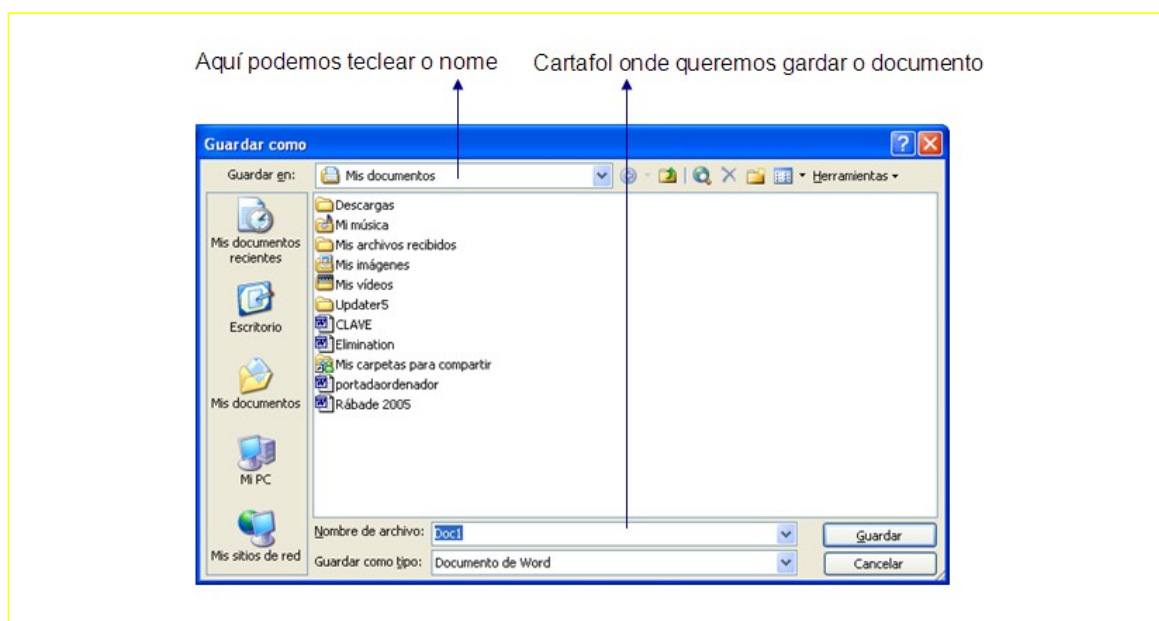 Aquí podemos teclear o nome
Cartafol onde queremos gardar o documento
Guardar como
Guardar en:
Mis documentos
Herramientas
Mis documentos
recientes
Escritorio
Mis documentos
Mi PC
Mis sitios de red
Descargas
Mi música
Mis archivos recibidos
Mis imágenes
Mis vídeos
Updater5
CLAVE
Elimination
Mis carpetas para compartir
portadaordenador
Rábade 2005
Nombre de archivo:
Doc1
Guardar
Guardar como tipo:
Documento de Word
Cancelar